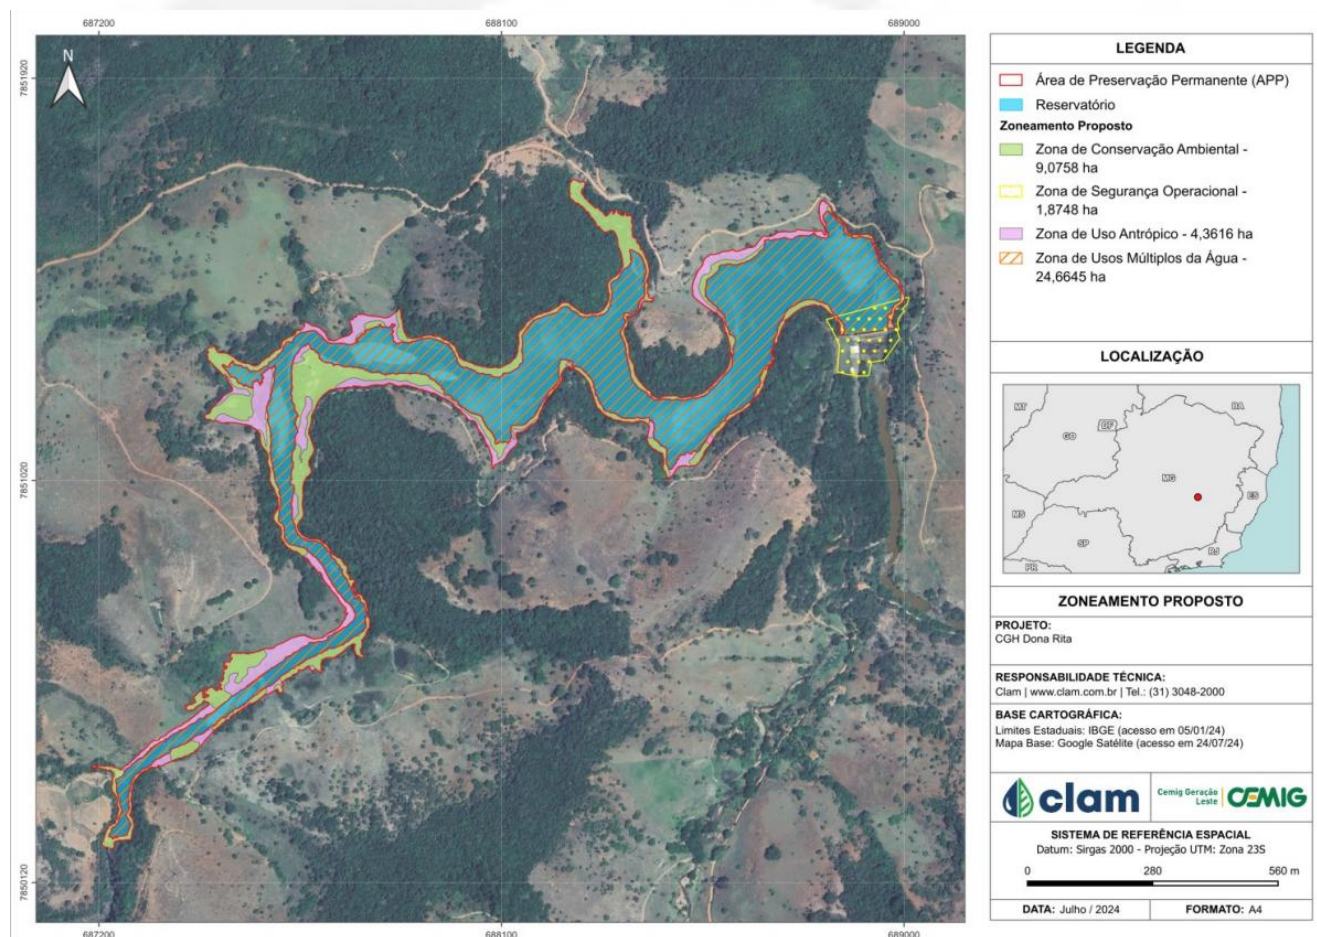 687200
688100
689000
7851920
7851020
7850120
N
687200
688100
689000
LEGENDA
Área de Preservação Permanente (APP)
Reservatório
Zoneamento Proposto
Zona de Conservação Ambiental -
9,0758 ha
Zona de Segurança Operacional -
1,8748 ha
Zona de Uso Antrópico - 4,3616 ha
Zona de Usos Múltiplos da Água -
24,6645 ha
LOCALIZAÇÃO
MT
BA
GO
DF
MG
ES
MS
SP
RJ
PR
ZONEAMENTO PROPOSTO
PROJETO:
CGH Dona Rita
RESPONSABILIDADE TÉCNICA:
Clam | www.clam.com.br | Tel.: (31) 3048-2000
BASE CARTOGRÁFICA:
Limites Estaduais: IBGE (acesso em 05/01/24)
Mapa Base: Google Satélite (acesso em 24/07/24)
clam
Cemig Geração
Leste
CEMIG
SISTEMA DE REFERÊNCIA ESPACIAL
Datum: Sirgas 2000 - Projeção UTM: Zona 23S
0 280 560 m
DATA: Julho / 2024
FORMATO: A4